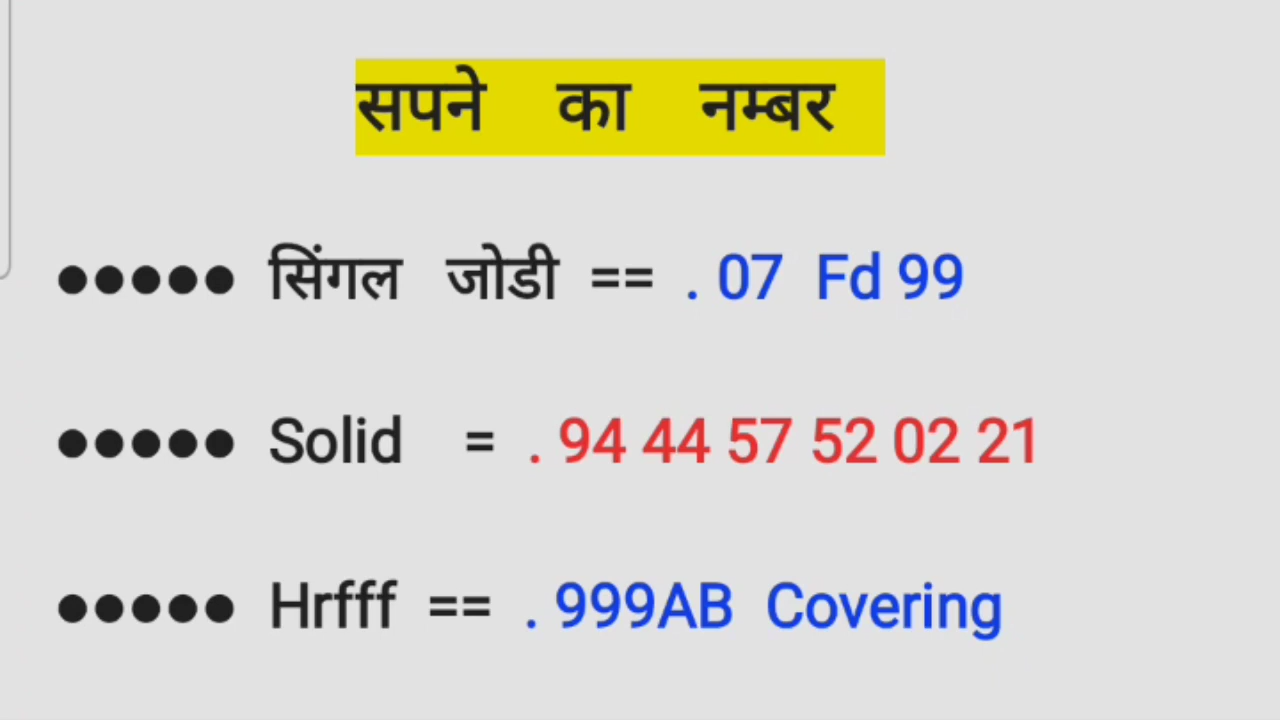 सपने का नम्बर
●●●●● सिंगल जोडी == . 07 Fd 99
●●●●● Solid = . 94 44 57 52 02 21
●●●●● Hrfff == . 999AB Covering